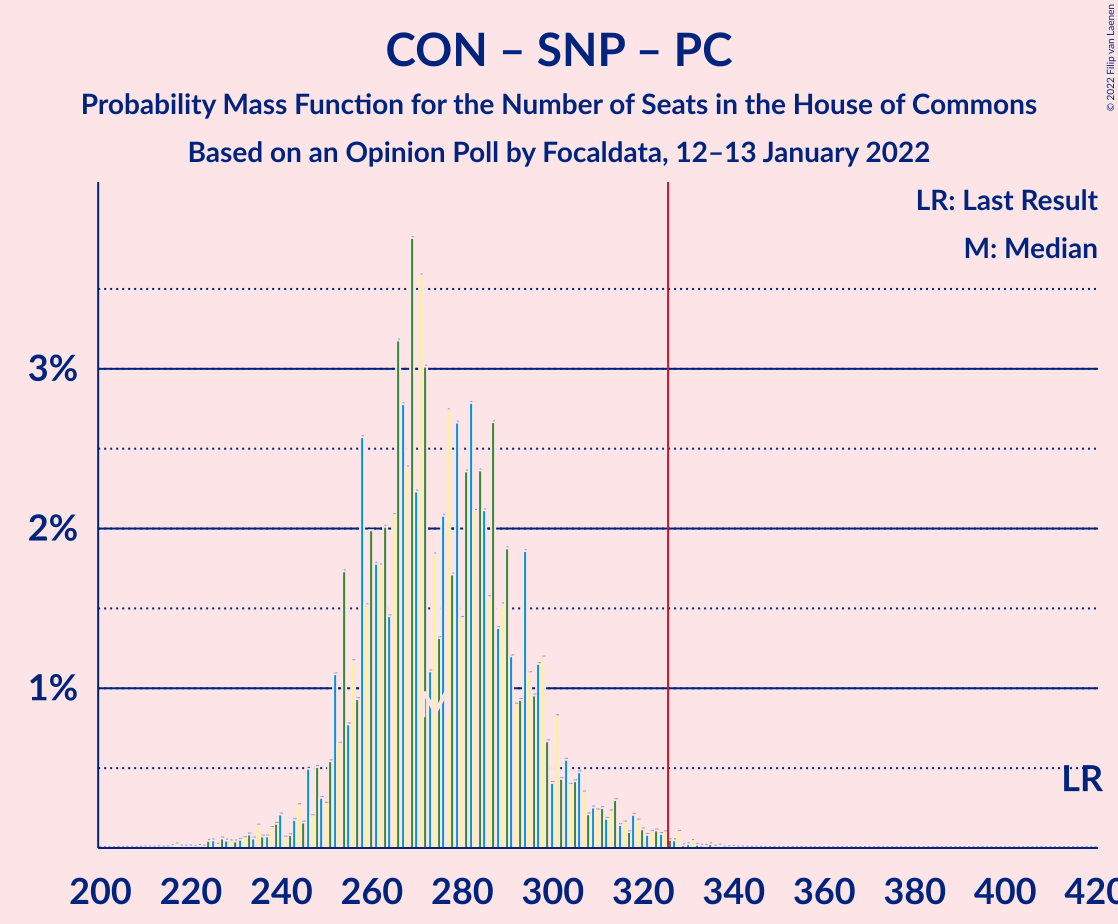 CON – SNP – PC
Probability Mass Function for the Number of Seats in the House of Commons
Based on an Opinion Poll by Focaldata, 12–13 January 2022
© 2022 Filip van Laenen
LR: Last Result
M: Median
3%
2%
1%
M
LR
200 220 240 260 280 300 320 340 360 380 400 420